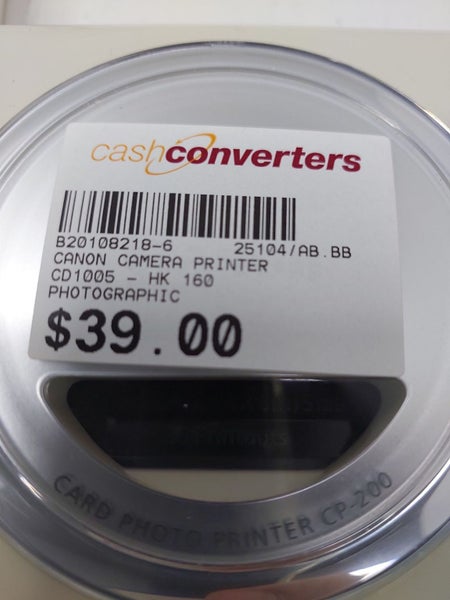 cashconverters
B20108218-6 25104/AB.BB
CANON CAMERA PRINTER
CD1005 - HK 160
PHOTOGRAPHIC
$39.00
CARD PHOTO PRINTER CP-200